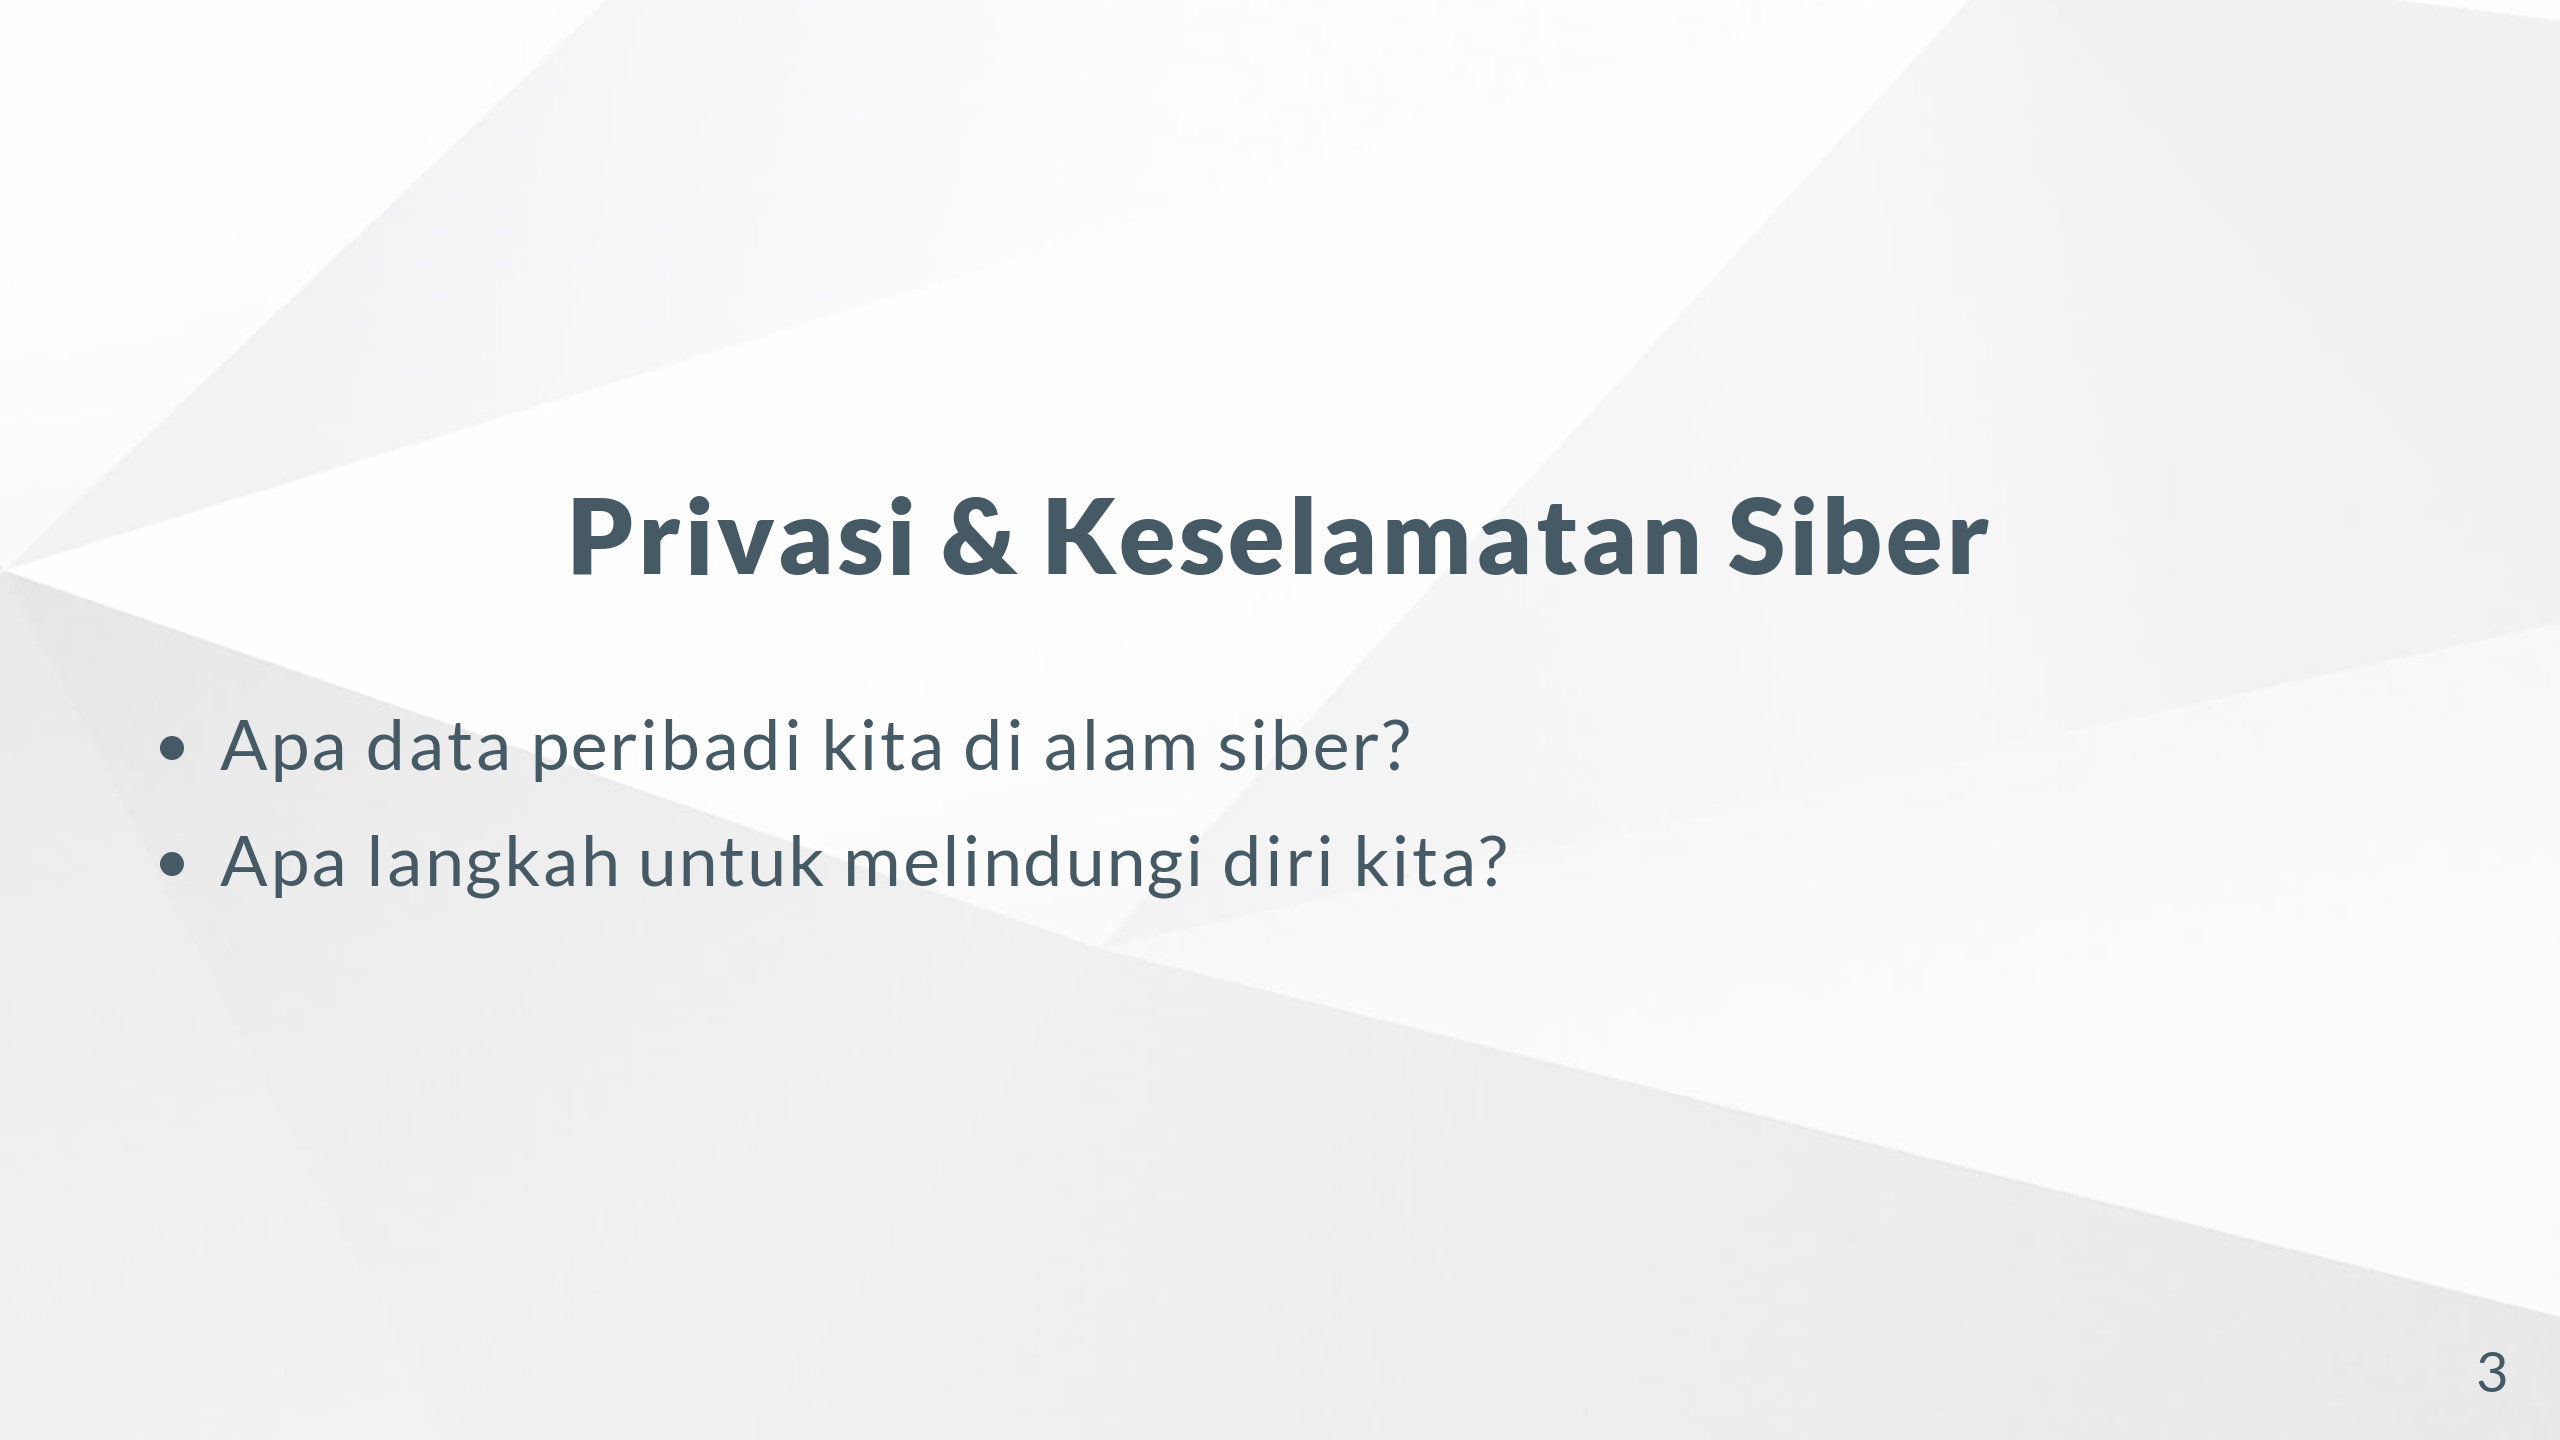 Privasi & Keselamatan Siber
• Apa data peribadi kita di alam siber?
• Apa langkah untuk melindungi diri kita?
3